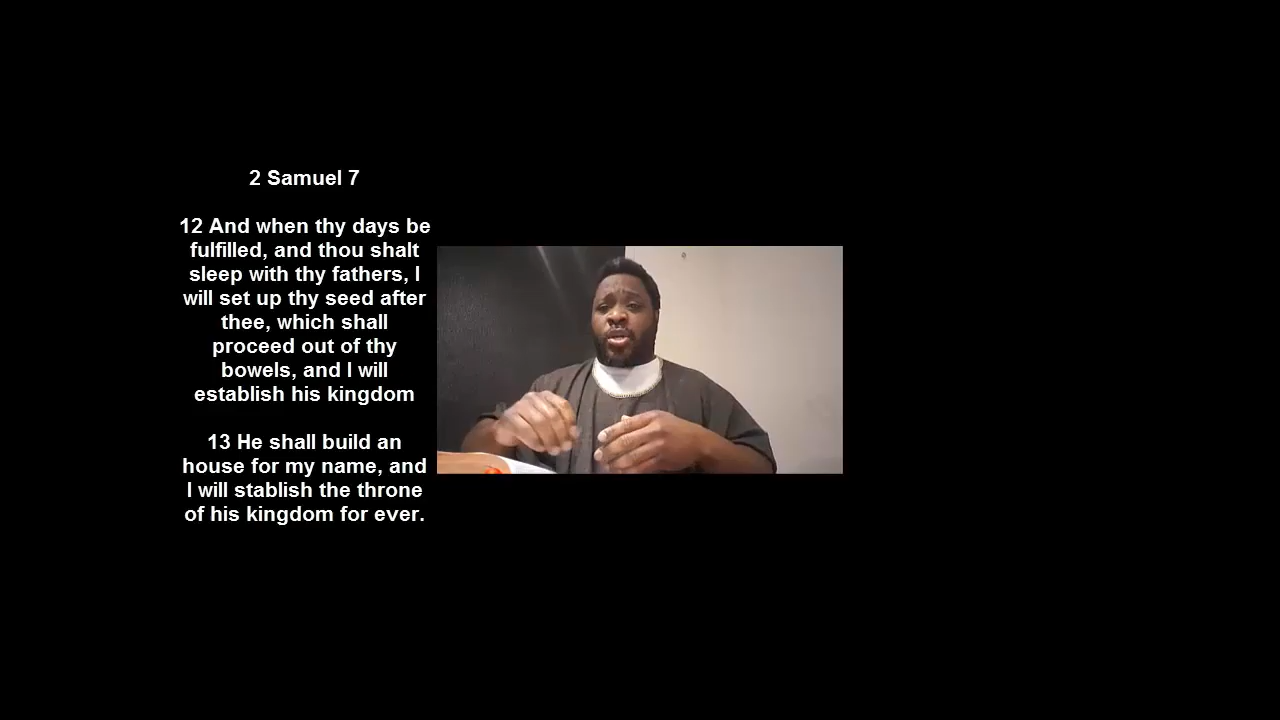 2 Samuel 7
12 And when thy days be
fulfilled, and thou shalt
sleep with thy fathers, I
will set up thy seed after
thee, which shall
proceed out of thy
bowels, and I will
establish his kingdom
13 He shall build an
house for my name, and
I will stablish the throne
of his kingdom for ever.